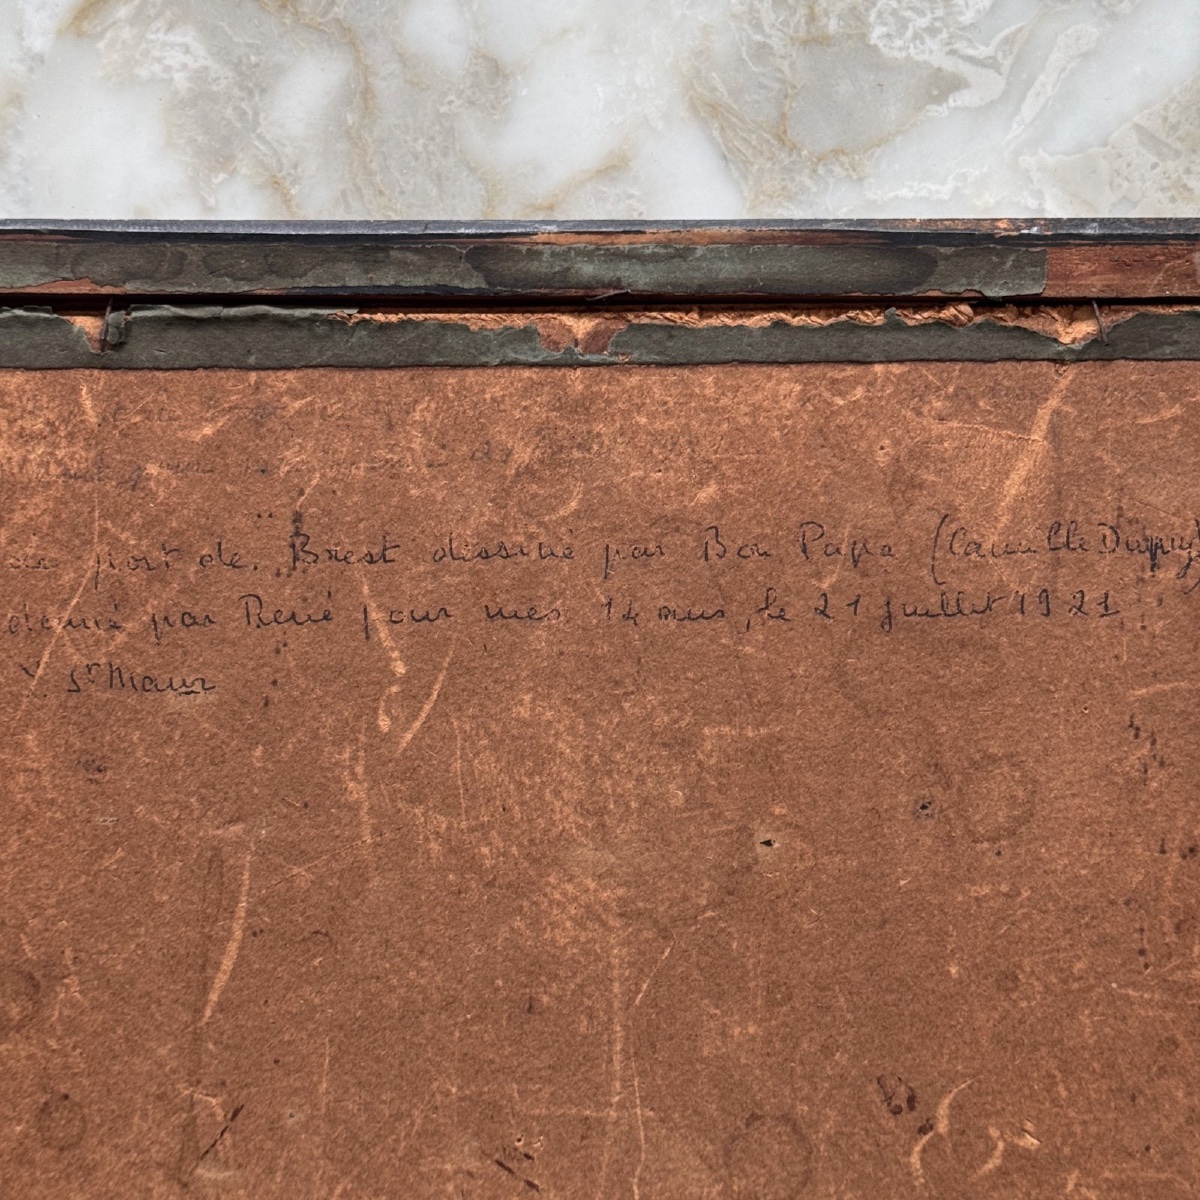 port de Brest dessiné par Bon Papa (Camille Dupuy)
donné par René pour mes 14 ans, le 21 juillet 1921
St Maur